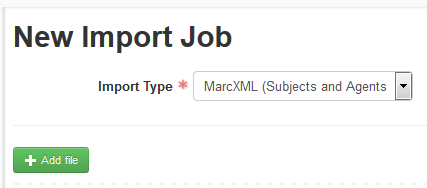 New Import Job
Import Type * MarcXML (Subjects and Agents
+ Add file